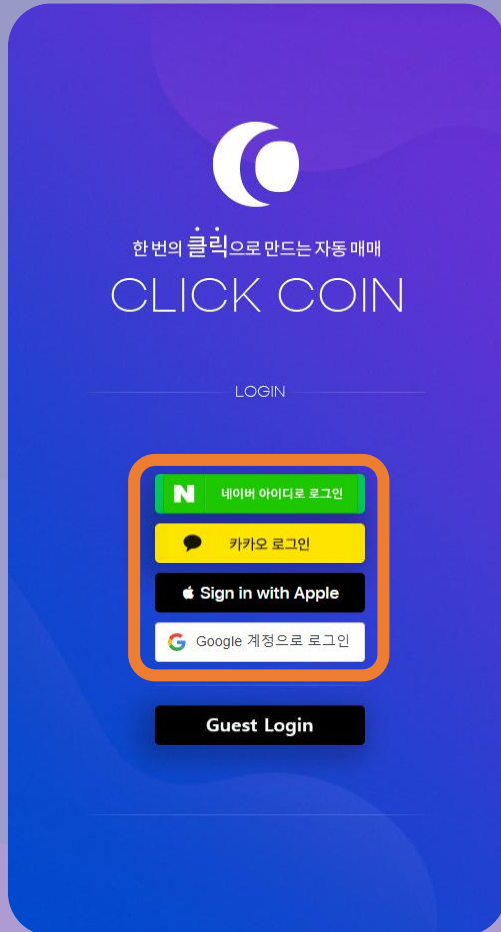 한 번의 클릭으로 만드는 자동 매매
CLICK COIN
LOGIN
N 네이버 아이디로 로그인
카카오 로그인
Sign in with Apple
Google 계정으로 로그인
Guest Login